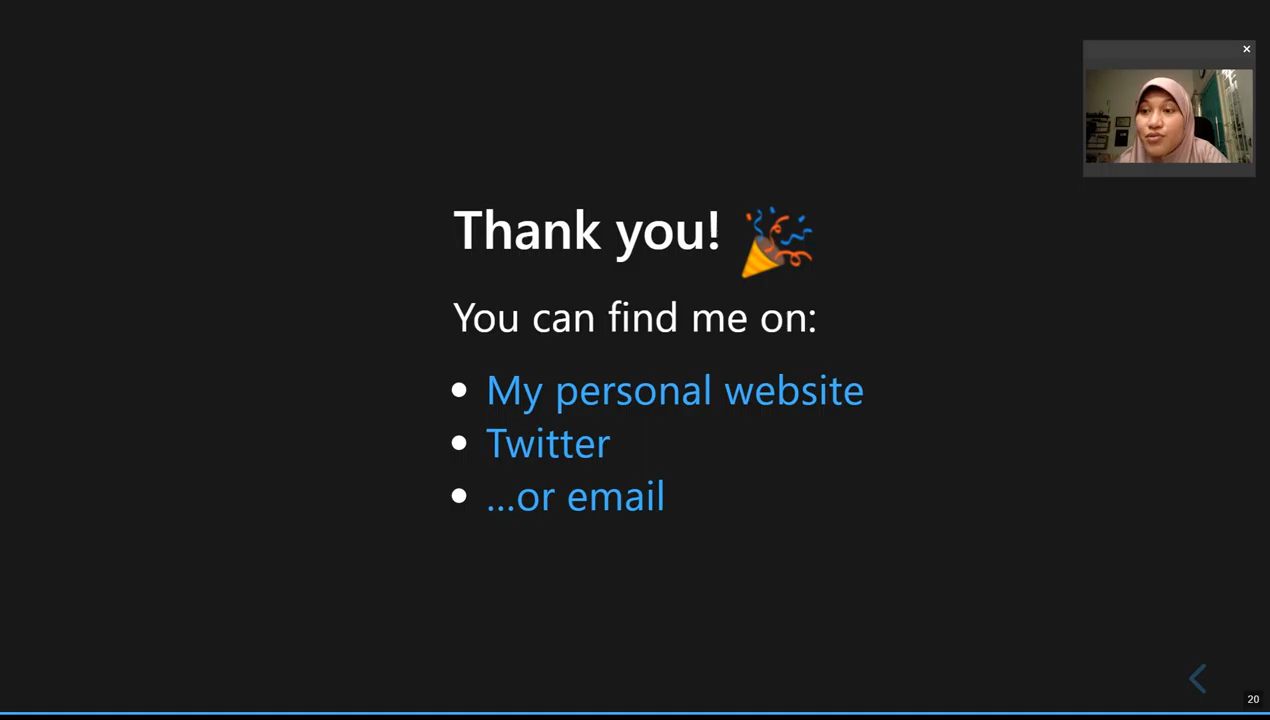 Thank you! 🎉
You can find me on:
• My personal website
• Twitter
• ...or email
20